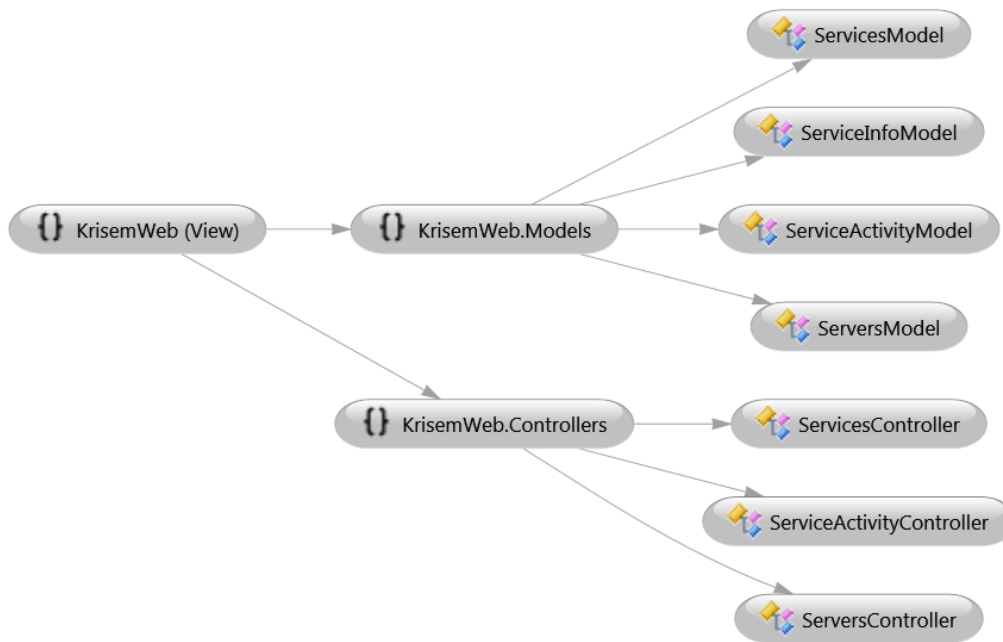 ServicesModel
ServiceInfoModel
{} KrisemWeb (View)
{} KrisemWeb.Models
ServiceActivityModel
ServersModel
{} KrisemWeb.Controllers
ServicesController
ServiceActivityController
ServersController